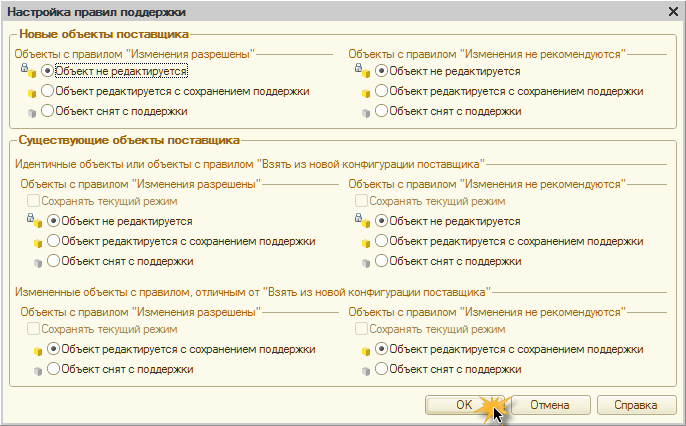 Настройка правил поддержки
Новые объекты поставщика
Объекты с правилом "Изменения разрешены" Объекты с правилом "Изменения не рекомендуются"
Объект не редактируется Объект не редактируется
Объект редактируется с сохранением поддержки Объект редактируется с сохранением поддержки
Объект снят с поддержки Объект снят с поддержки
Существующие объекты поставщика
Идентичные объекты или объекты с правилом "Взять из новой конфигурации поставщика"
Объекты с правилом "Изменения разрешены" Объекты с правилом "Изменения не рекомендуются"
Сохранять текущий режим Сохранять текущий режим
Объект не редактируется Объект не редактируется
Объект редактируется с сохранением поддержки Объект редактируется с сохранением поддержки
Объект снят с поддержки Объект снят с поддержки
Измененные объекты с правилом, отличным от "Взять из новой конфигурации поставщика"
Объекты с правилом "Изменения разрешены" Объекты с правилом "Изменения не рекомендуются"
Сохранять текущий режим Сохранять текущий режим
Объект редактируется с сохранением поддержки Объект редактируется с сохранением поддержки
Объект снят с поддержки Объект снят с поддержки
OK Отмена Справка